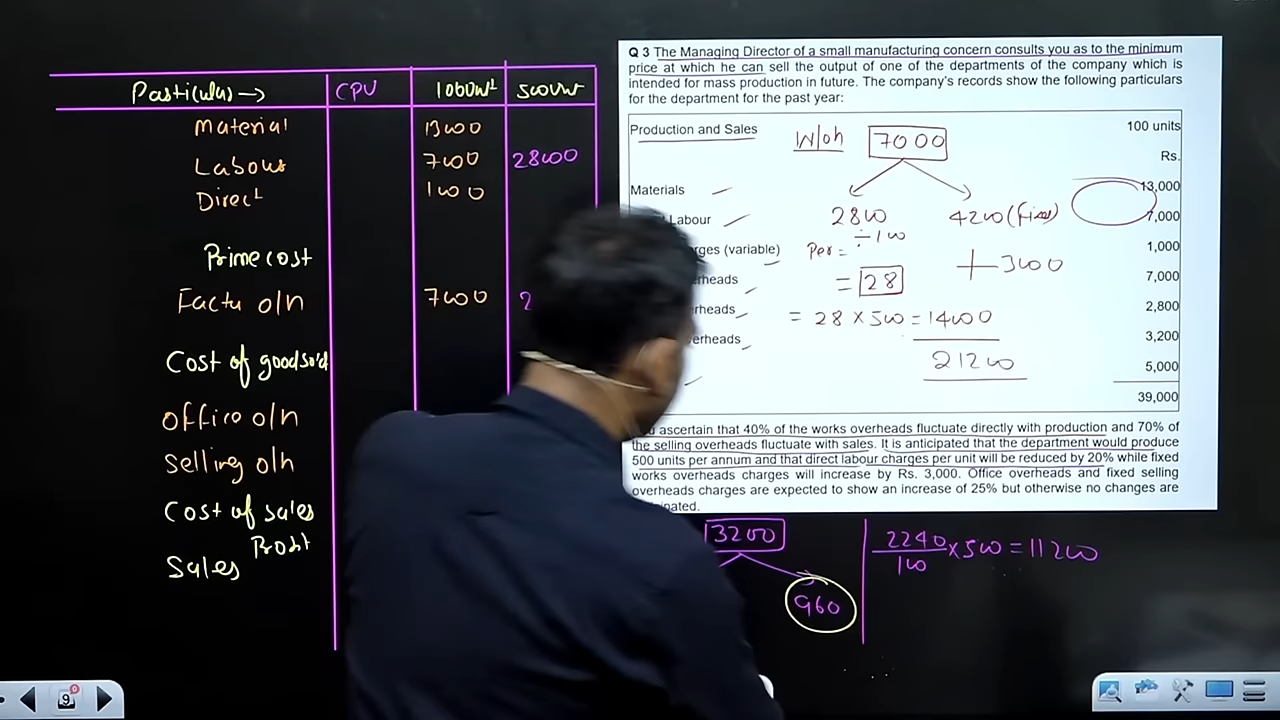 Particulars → CPU 100 unit 500 unit
Material 13000
Labour 7000 28000
Direct 1000
Prime cost
Facto o/h 7000 2
Cost of goods sold
Office o/h
Selling o/h
Cost of sales
Profit
Sales
Q 3 The Managing Director of a small manufacturing concern consults you as to the minimum
price at which he can sell the output of one of the departments of the company which is
intended for mass production in future. The company's records show the following particulars
for the department for the past year:
Production and Sales 100 units
Rs.
Materials 13,000
Labour 7,000
(variable) 1,000
7,000
2,800
3,200
5,000
39,000
W/oh 7000
2800 4200 (Fixed)
Per = ÷ 100
+ 3000
= 28
= 28 × 500 = 14000
21200
ascertain that 40% of the works overheads fluctuate directly with production and 70% of
the selling overheads fluctuate with sales. It is anticipated that the department would produce
500 units per annum and that direct labour charges per unit will be reduced by 20% while fixed
works overheads charges will increase by Rs. 3,000. Office overheads and fixed selling
overheads charges are expected to show an increase of 25% but otherwise no changes are
3200
960
2240
100 × 500 = 11200
9